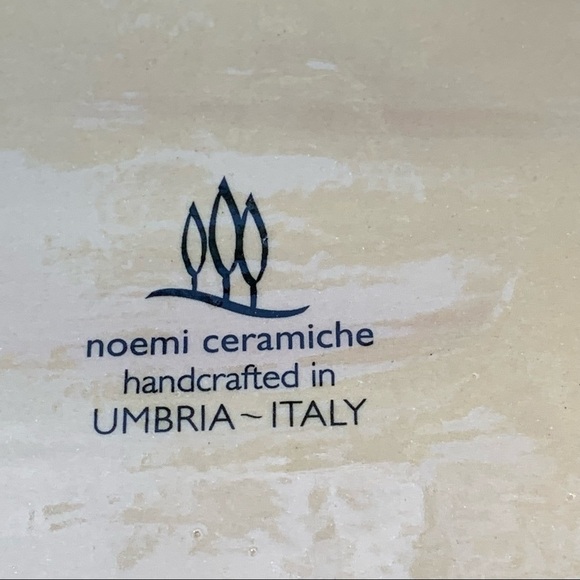 noemi ceramiche
handcrafted in
UMBRIA ~ ITALY